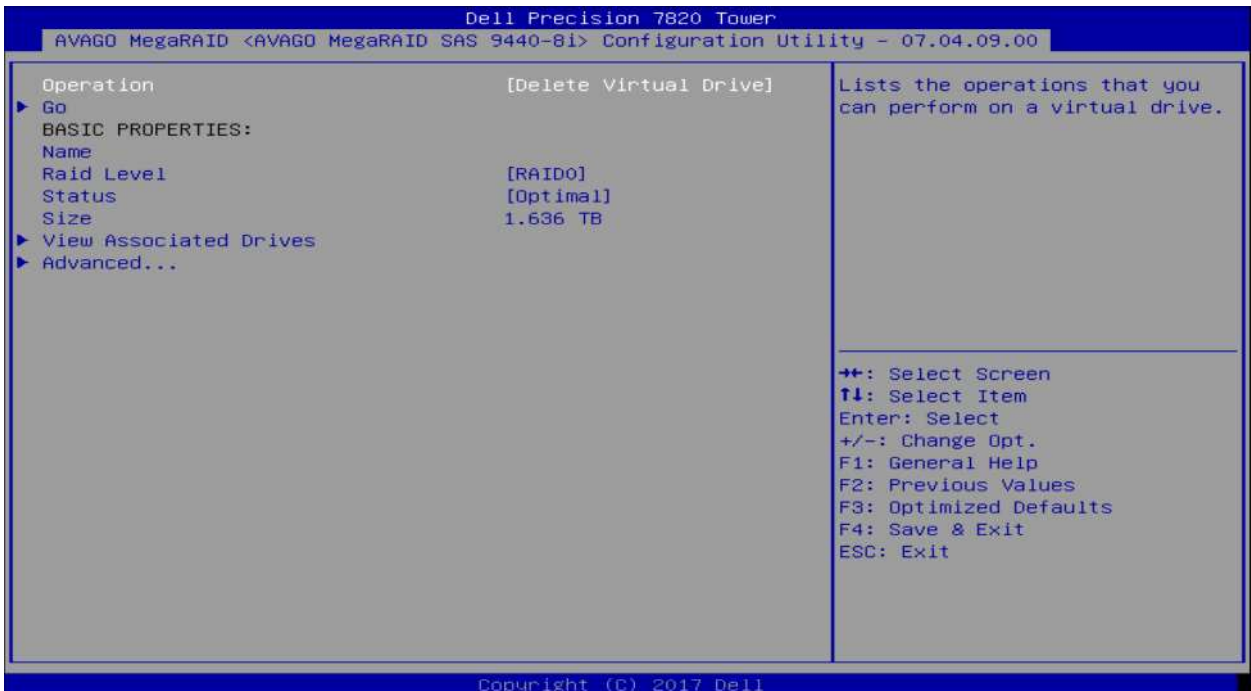 Dell Precision 7820 Tower
AVAGO MegaRAID <AVAGO MegaRAID SAS 9440-8i> Configuration Utility - 07.04.09.00
Operation [Delete Virtual Drive]
▶ Go
BASIC PROPERTIES:
Name
Raid Level [RAID0]
Status [Optimal]
Size 1.636 TB
▶ View Associated Drives
▶ Advanced...
Lists the operations that you
can perform on a virtual drive.
→←: Select Screen
↑↓: Select Item
Enter: Select
+/-: Change Opt.
F1: General Help
F2: Previous Values
F3: Optimized Defaults
F4: Save & Exit
ESC: Exit
Copyright (C) 2017 Dell